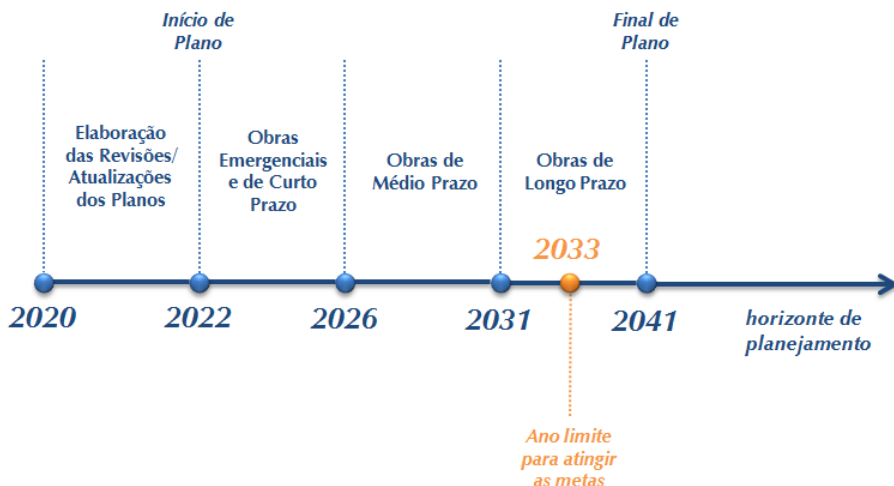 Início de
Plano
Final de
Plano
Elaboração
das Revisões/
Atualizações
dos Planos
Obras
Emergenciais
e de Curto
Prazo
Obras de
Médio Prazo
Obras de
Longo Prazo
2033
2020
2022
2026
2031
2041
horizonte de
planejamento
Ano limite
para atingir
as metas